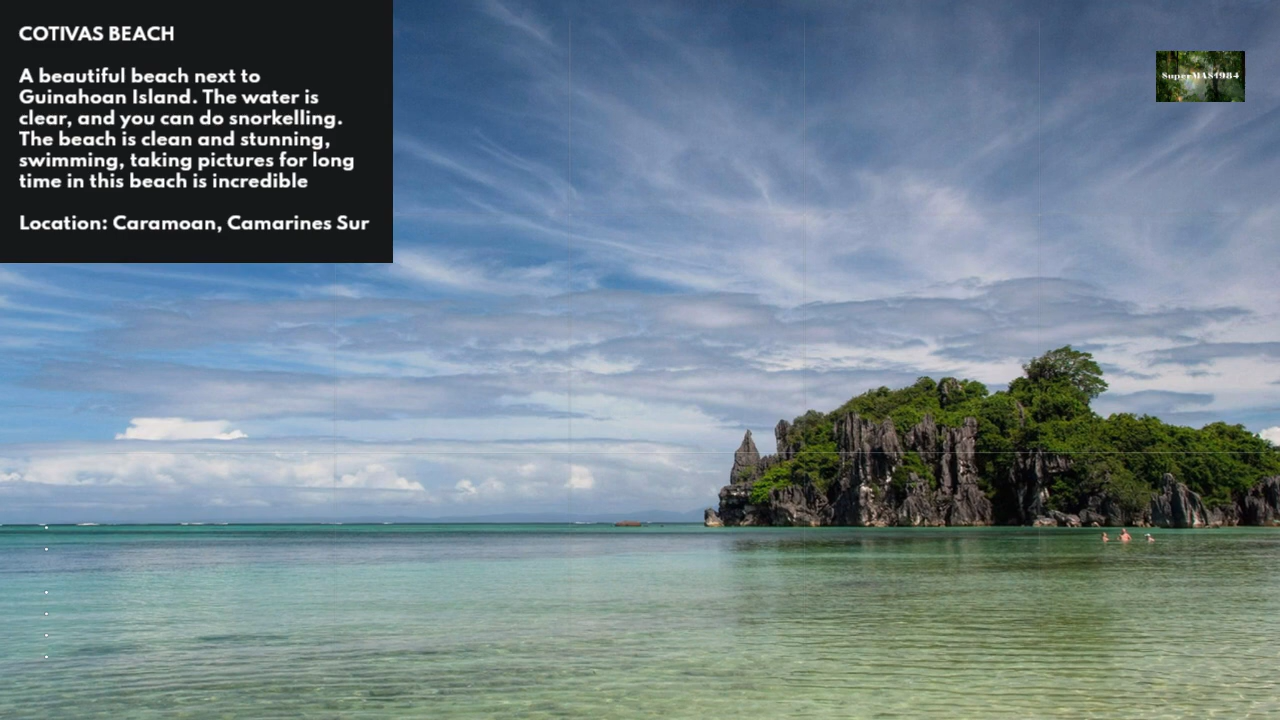 COTIVAS BEACH
A beautiful beach next to
Guinahoan Island. The water is
clear, and you can do snorkelling.
The beach is clean and stunning,
swimming, taking pictures for long
time in this beach is incredible
Location: Caramoan, Camarines Sur
SuperMAS1984